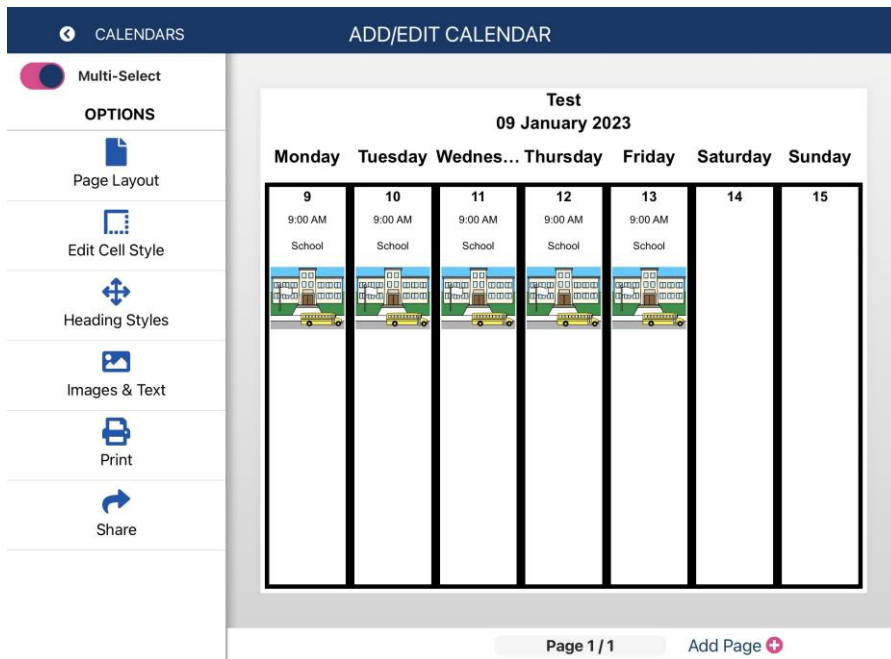 CALENDARS
ADD/EDIT CALENDAR
Multi-Select
OPTIONS
Page Layout
Edit Cell Style
Heading Styles
Images & Text
Print
Share
Test
09 January 2023
Monday Tuesday Wednes... Thursday Friday Saturday Sunday
9 10 11 12 13 14 15
9:00 AM 9:00 AM 9:00 AM 9:00 AM 9:00 AM
School School School School School
Page 1 / 1
Add Page